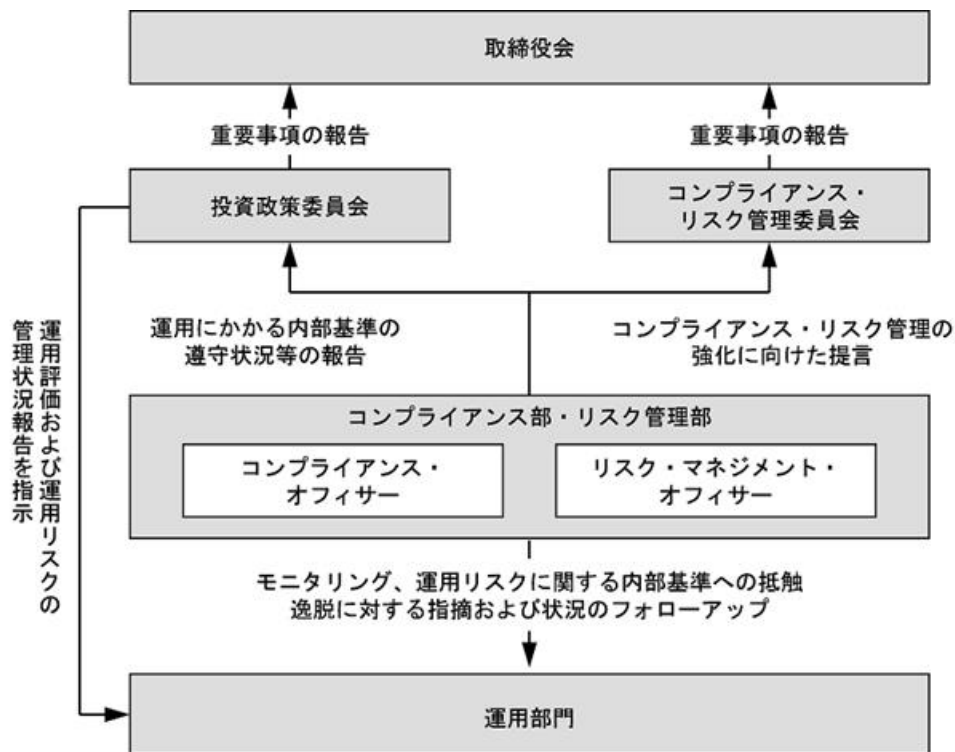 取締役会
重要事項の報告
重要事項の報告
投資政策委員会
コンプライアンス・
リスク管理委員会
運用にかかる内部基準の
遵守状況等の報告
コンプライアンス・リスク管理の
強化に向けた提言
運用評価および運用リスクの
管理状況報告を指示
コンプライアンス部・リスク管理部
コンプライアンス・
オフィサー
リスク・マネジメント・
オフィサー
モニタリング、運用リスクに関する内部基準への抵触
逸脱に対する指摘および状況のフォローアップ
運用部門